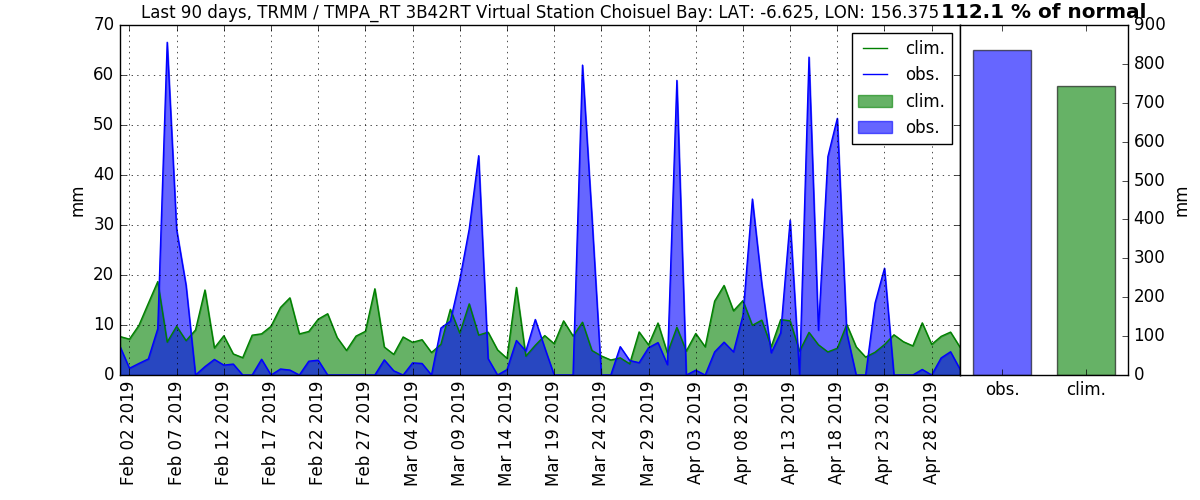 Last 90 days, TRMM / TMPA_RT 3B42RT Virtual Station Choisuel Bay: LAT: -6.625, LON: 156.375
112.1 % of normal
70
60
50
40
30
20
10
0
mm
clim.
obs.
clim.
obs.
900
800
700
600
500
400
300
200
100
0
mm
Feb 02 2019
Feb 07 2019
Feb 12 2019
Feb 17 2019
Feb 22 2019
Feb 27 2019
Mar 04 2019
Mar 09 2019
Mar 14 2019
Mar 19 2019
Mar 24 2019
Mar 29 2019
Apr 03 2019
Apr 08 2019
Apr 13 2019
Apr 18 2019
Apr 23 2019
Apr 28 2019
obs.
clim.